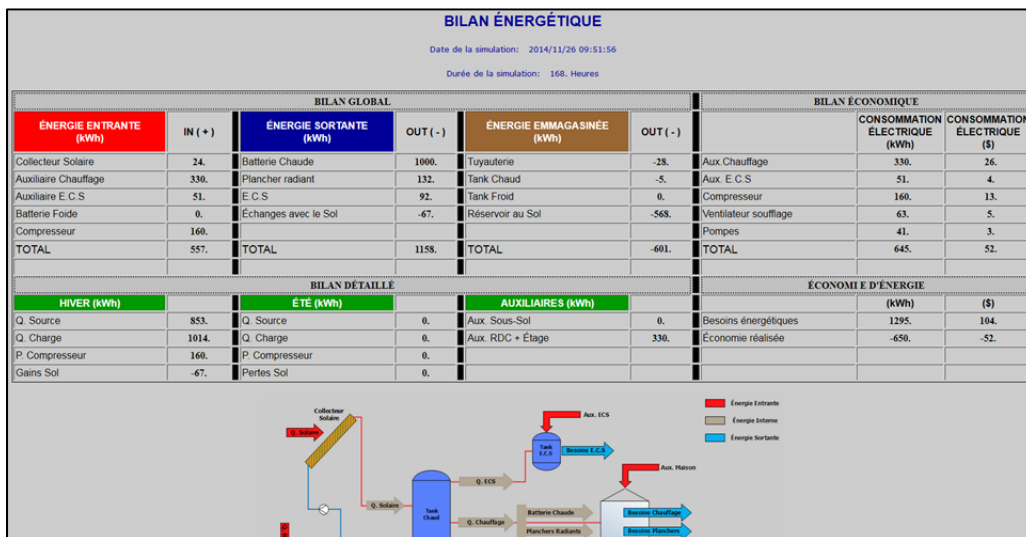 BILAN ÉNERGÉTIQUE
Date de la simulation: 2014/11/26 09:51:56
Durée de la simulation: 168. Heures
BILAN GLOBAL BILAN ÉCONOMIQUE
ÉNERGIE ENTRANTE (kWh) IN ( + ) ÉNERGIE SORTANTE (kWh) OUT ( - ) ÉNERGIE EMMAGASINÉE (kWh) OUT ( - ) CONSOMMATION ÉLECTRIQUE (kWh) CONSOMMATION ÉLECTRIQUE ($)
Collecteur Solaire 24. Batterie Chaude 1000. Tuyauterie -28. Aux.Chauffage 330. 26.
Auxiliaire Chauffage 330. Plancher radiant 132. Tank Chaud -5. Aux. E.C.S 51. 4.
Auxiliaire E.C.S 51. E.C.S 92. Tank Froid 0. Compresseur 160. 13.
Batterie Foide 0. Échanges avec le Sol -67. Réservoir au Sol -568. Ventilateur soufflage 63. 5.
Compresseur 160. Pompes 41. 3.
TOTAL 557. TOTAL 1158. TOTAL -601. TOTAL 645. 52.
BILAN DÉTAILLÉ ÉCONOMI E D'ÉNERGIE
HIVER (kWh) ÉTÉ (kWh) AUXILIAIRES (kWh) (kWh) ($)
Q. Source 853. Q. Source 0. Aux. Sous-Sol 0. Besoins énergétiques 1295. 104.
Q. Charge 1014. Q. Charge 0. Aux. RDC + Étage 330. Économie réalisée -650. -52.
P. Compresseur 160. P. Compresseur 0.
Gains Sol -67. Pertes Sol 0.
Collecteur Solaire
Q. Solaire
Aux. ECS
Énergie Entrante
Énergie Interne
Énergie Sortante
Tank E.C.S
Besoins E.C.S
Aux. Maison
Q. ECS
Q. Solaire
Tank Chaud
Q. Chauffage
Batterie Chaude
Planchers Radiants
Besoins Chauffage
Besoins Planchers